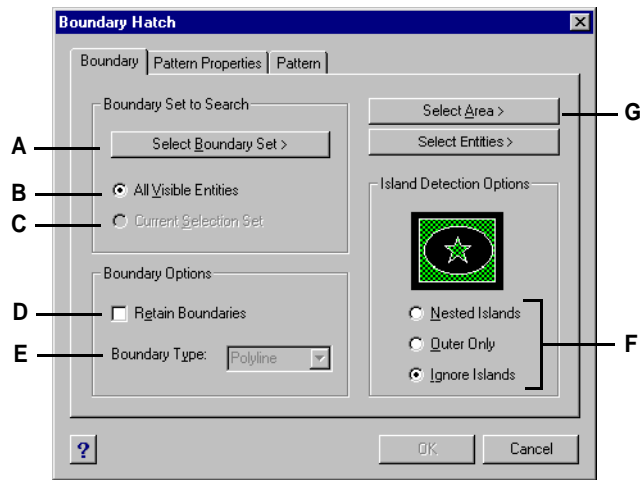 Boundary Hatch
Boundary
Pattern Properties
Pattern
Boundary Set to Search
Select Area >
G
A
Select Boundary Set >
Select Entities >
B
All Visible Entities
Island Detection Options
C
Current Selection Set
Boundary Options
D
Retain Boundaries
Nested Islands
E
Boundary Type:
Polyline
Outer Only
F
Ignore Islands
?
OK
Cancel